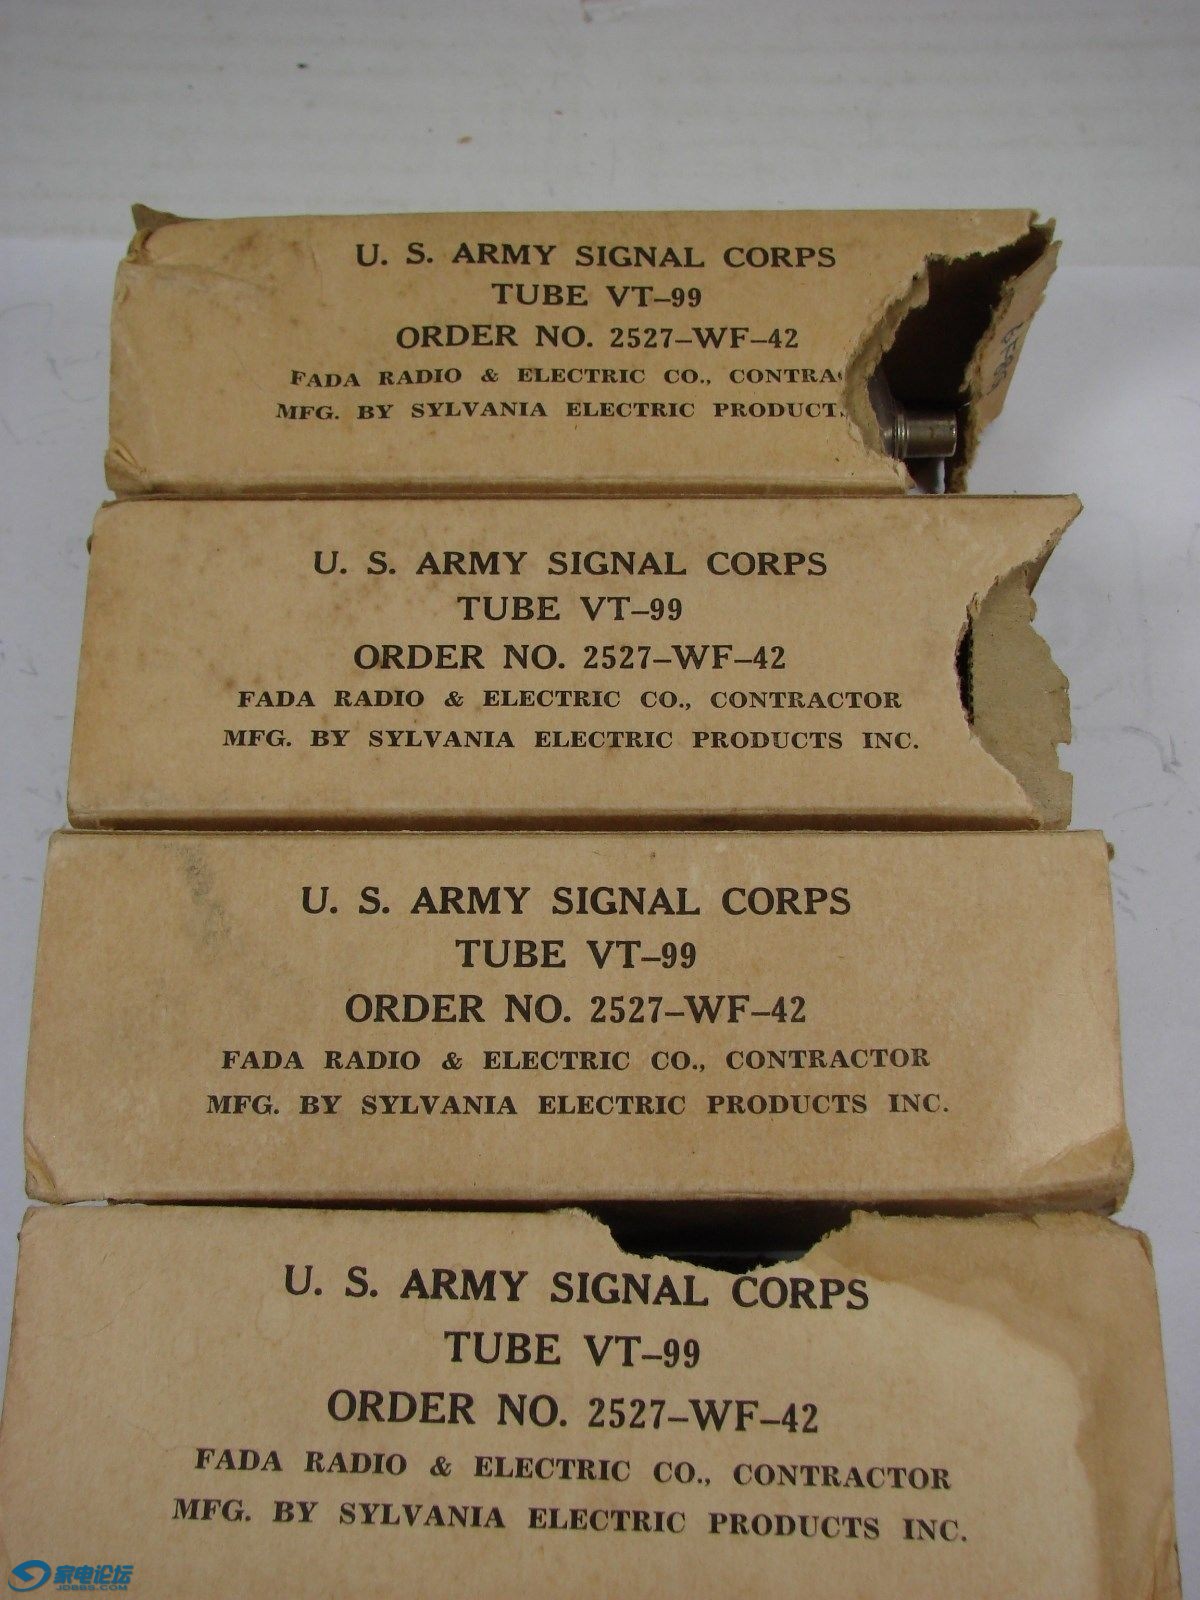 U. S. ARMY SIGNAL CORPS
TUBE VT–99
ORDER NO. 2527–WF–42
FADA RADIO & ELECTRIC CO., CONTRA
MFG. BY SYLVANIA ELECTRIC PRODUCT
U. S. ARMY SIGNAL CORPS
TUBE VT–99
ORDER NO. 2527–WF–42
FADA RADIO & ELECTRIC CO., CONTRACTOR
MFG. BY SYLVANIA ELECTRIC PRODUCTS INC.
U. S. ARMY SIGNAL CORPS
TUBE VT–99
ORDER NO. 2527–WF–42
FADA RADIO & ELECTRIC CO., CONTRACTOR
MFG. BY SYLVANIA ELECTRIC PRODUCTS INC.
U. S. ARMY SIGNAL CORPS
TUBE VT–99
ORDER NO. 2527–WF–42
FADA RADIO & ELECTRIC CO., CONTRACTOR
MFG. BY SYLVANIA ELECTRIC PRODUCTS INC.
家电论坛
JDBBS.COM